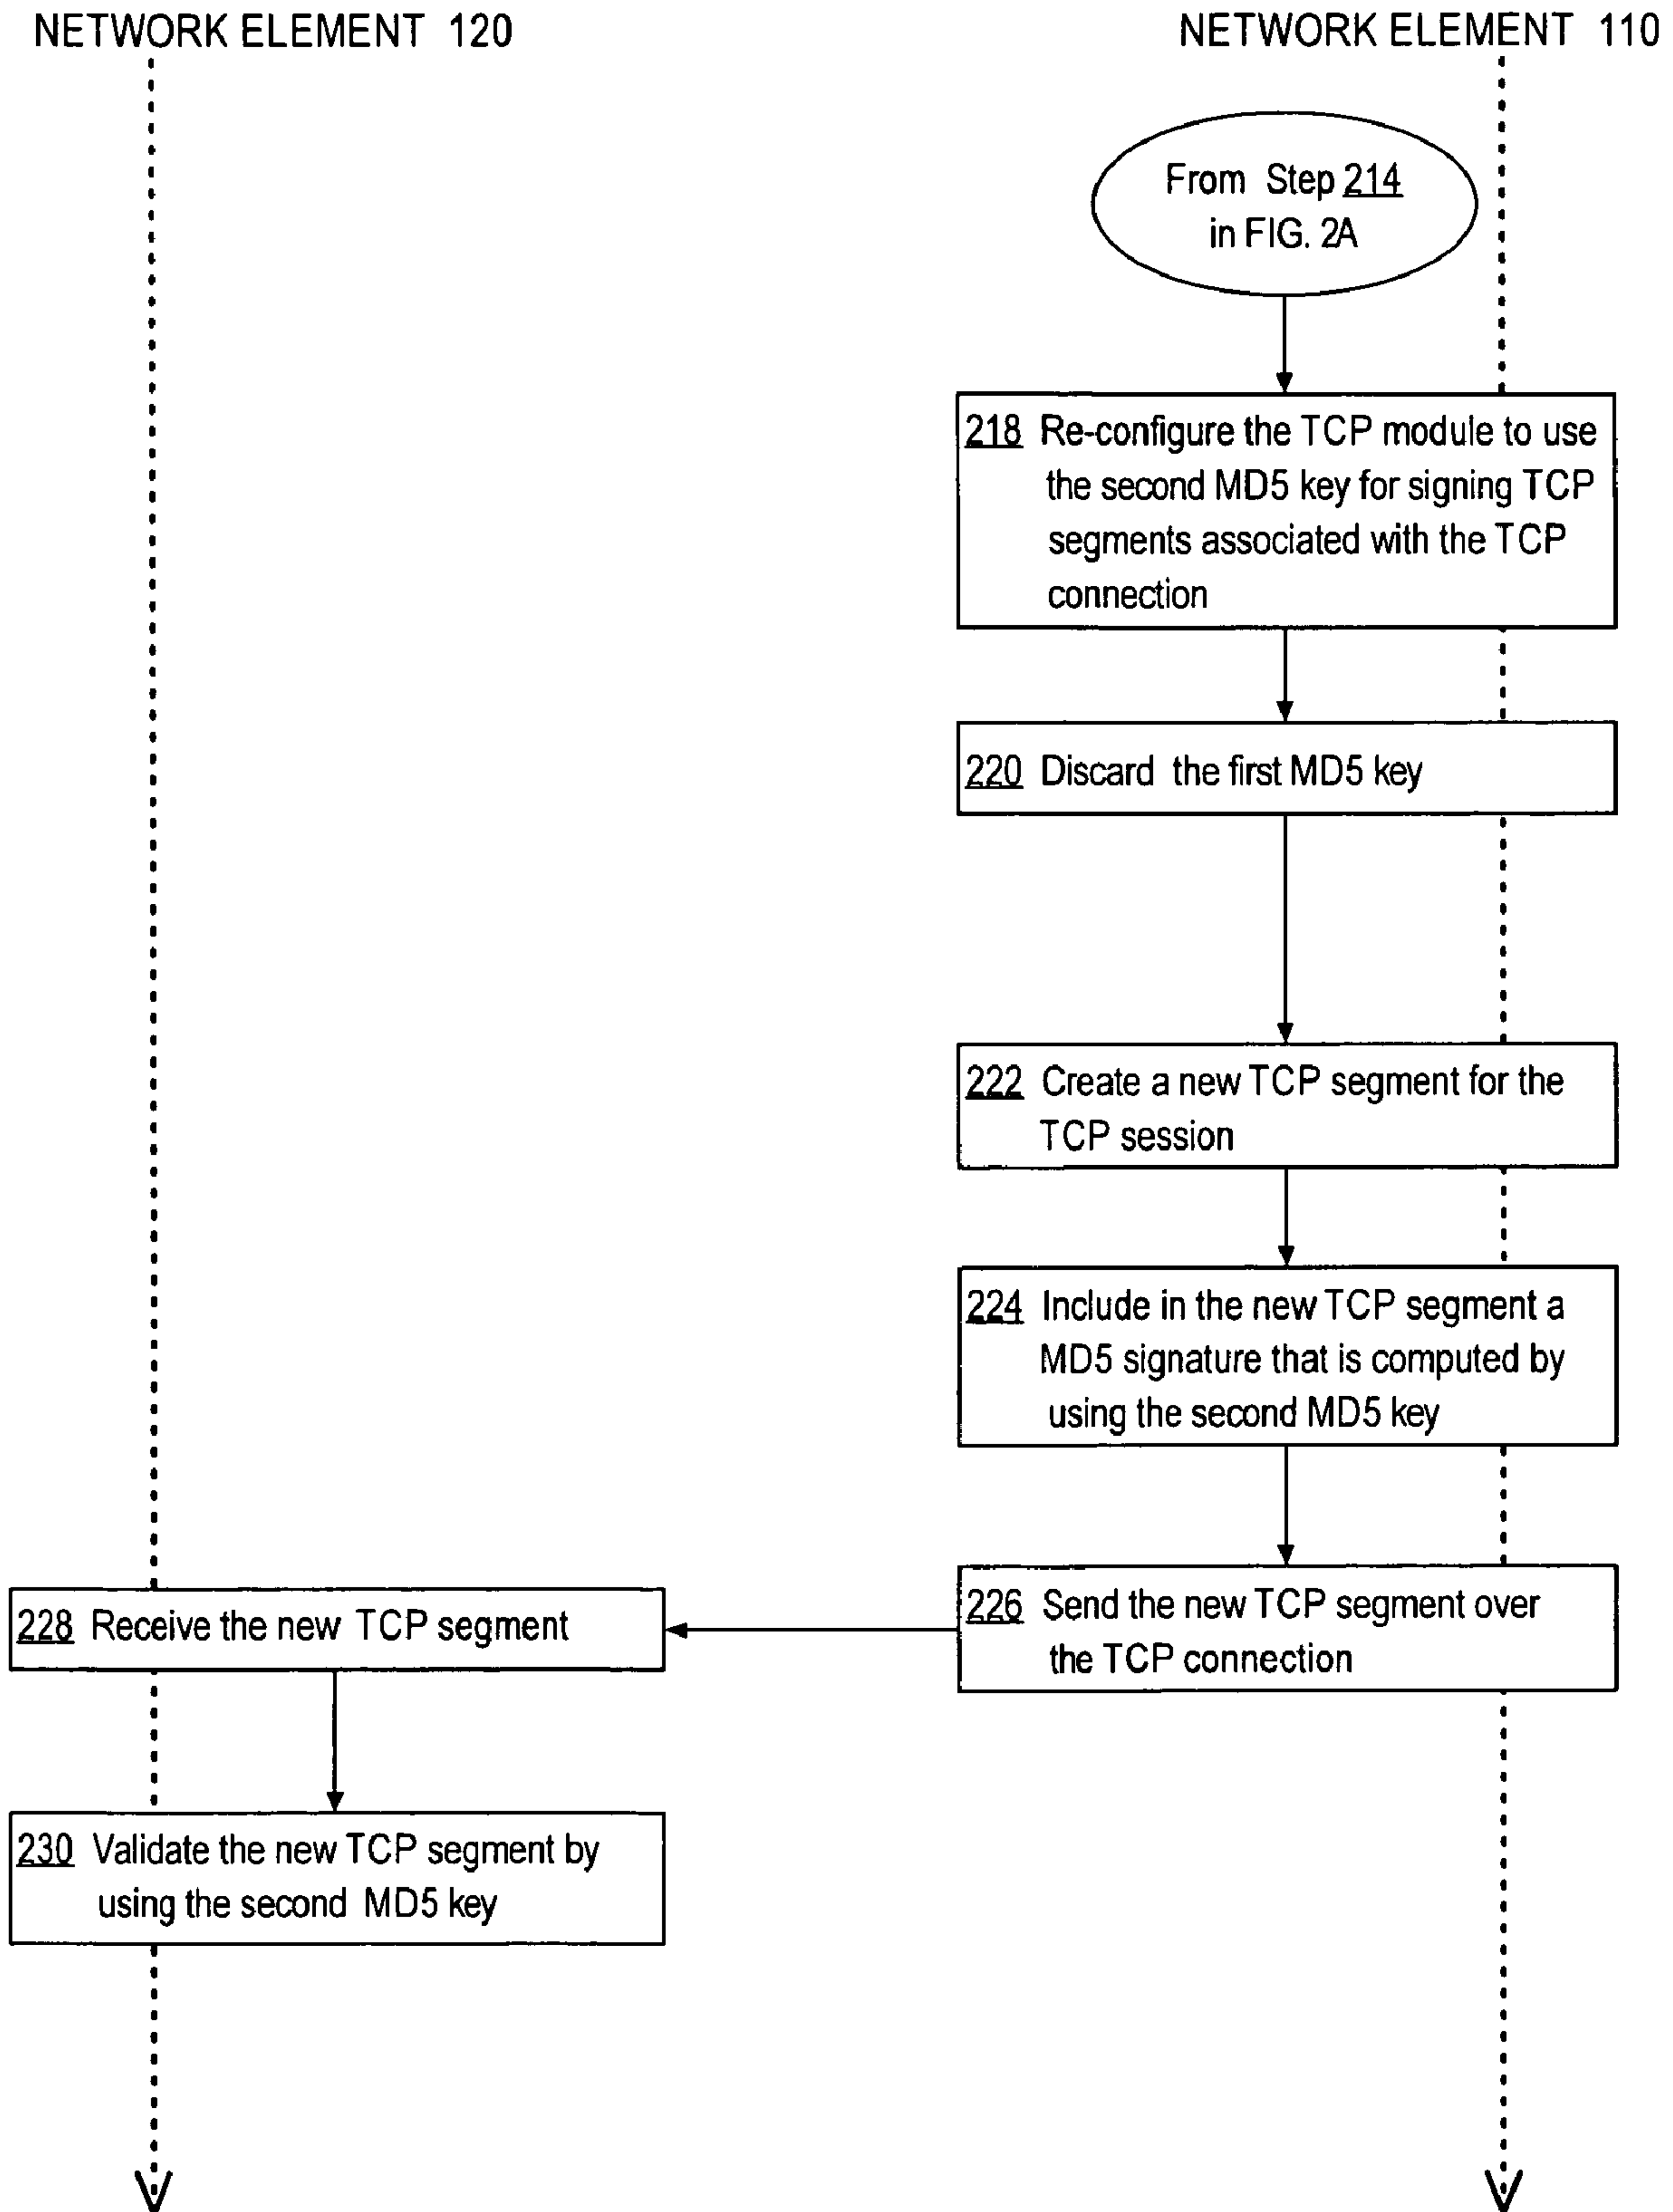 NETWORK ELEMENT 120
NETWORK ELEMENT 110
From Step 214
in FIG. 2A
218 Re-configure the TCP module to use
the second MD5 key for signing TCP
segments associated with the TCP
connection
220 Discard the first MD5 key
222 Create a new TCP segment for the
TCP session
224 Include in the new TCP segment a
MD5 signature that is computed by
using the second MD5 key
226 Send the new TCP segment over
the TCP connection
228 Receive the new TCP segment
230 Validate the new TCP segment by
using the second MD5 key